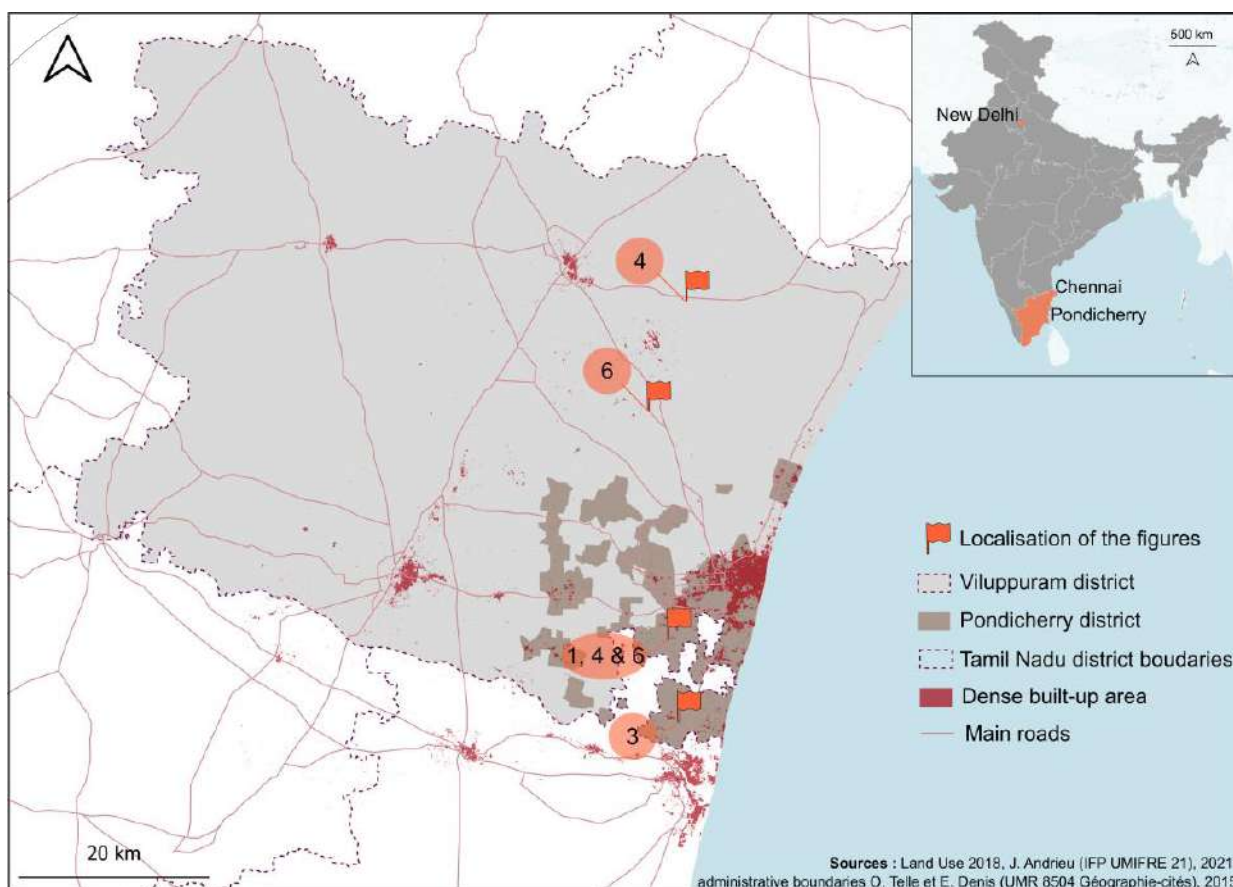 500 km
New Delhi
Chennai
Pondicherry
4
6
1, 4 & 6
3
Localisation of the figures
Viluppuram district
Pondicherry district
Tamil Nadu district boudaries
Dense built-up area
Main roads
20 km
Sources : Land Use 2018, J. Andrieu (IFP UMIFRE 21), 2021
administrative boundaries O. Telle et E. Denis (UMR 8504 Géographie-cités), 2015